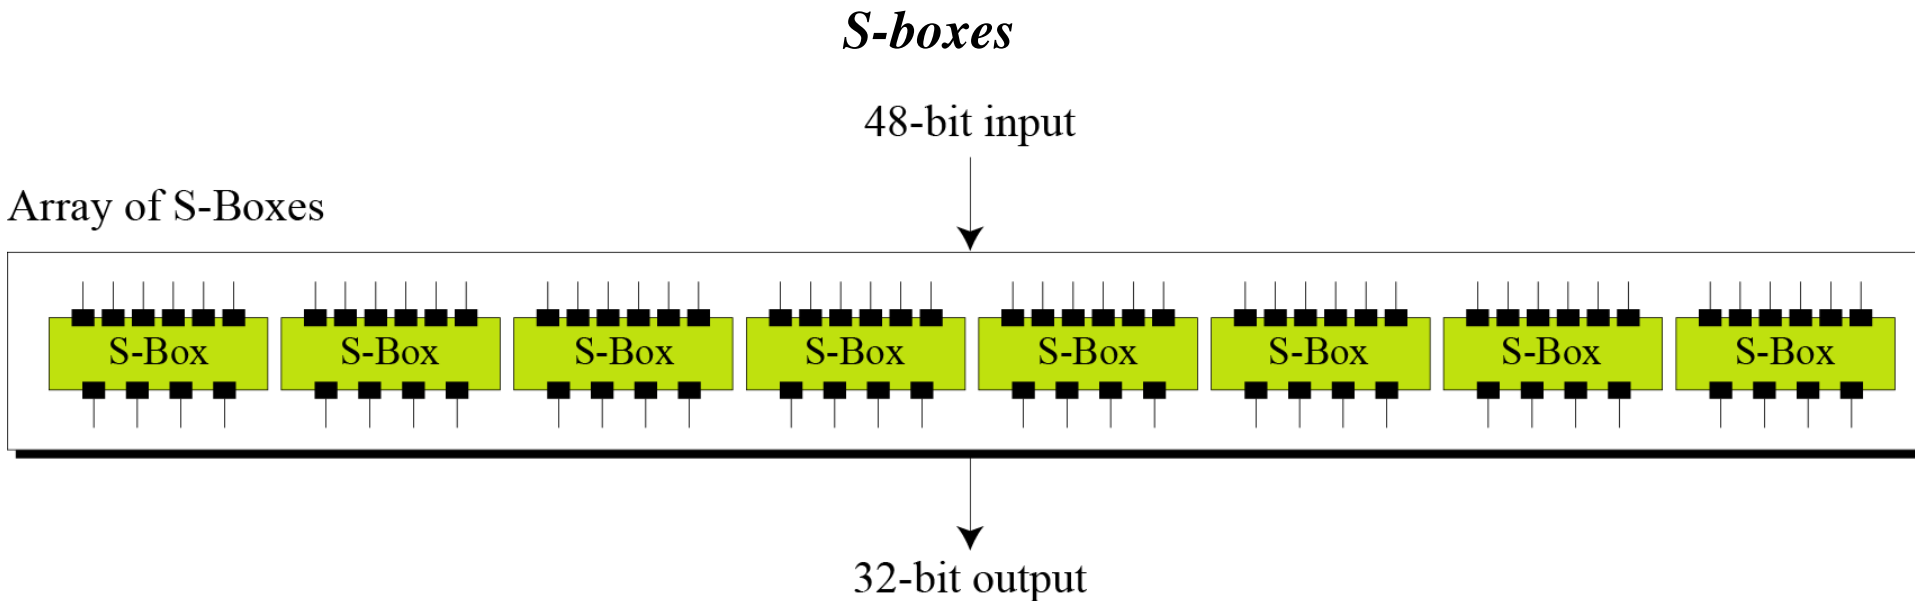 S-boxes
48-bit input
Array of S-Boxes
S-Box S-Box S-Box S-Box S-Box S-Box S-Box S-Box
32-bit output